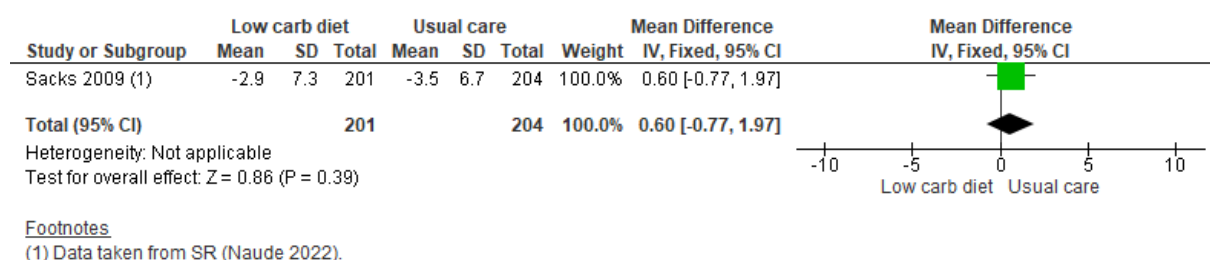 Low carb diet Usual care Mean Difference Mean Difference
Study or Subgroup Mean SD Total Mean SD Total Weight IV, Fixed, 95% CI IV, Fixed, 95% CI
Sacks 2009 (1) -2.9 7.3 201 -3.5 6.7 204 100.0% 0.60 [-0.77, 1.97]
Total (95% CI) 201 204 100.0% 0.60 [-0.77, 1.97]
Heterogeneity: Not applicable
Test for overall effect: Z = 0.86 (P = 0.39)
-10 -5 0 5 10
Low carb diet Usual care
Footnotes
(1) Data taken from SR (Naude 2022).